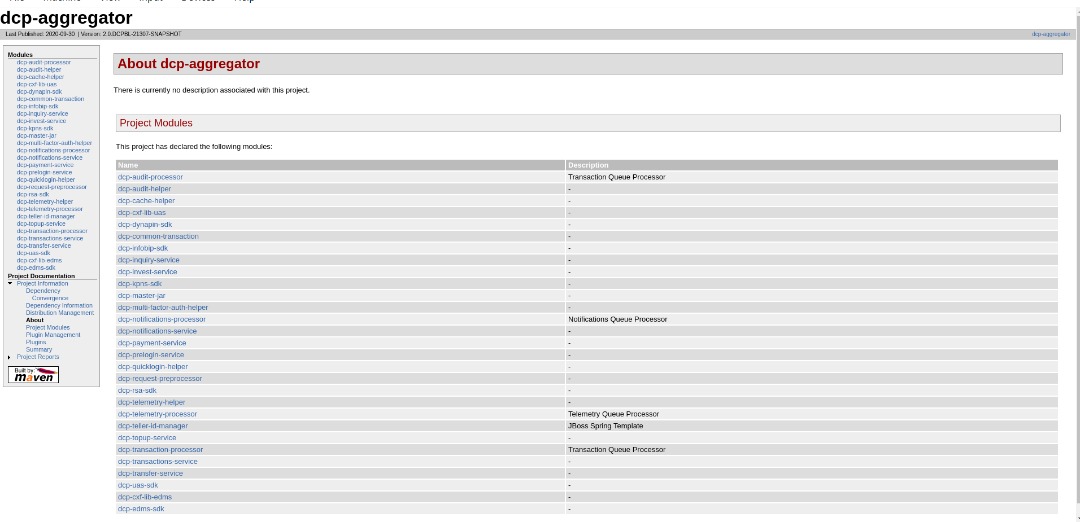 dcp-aggregator
Last Published: 2020-09-30 | Version: 2.0.DCPBL-21307-SNAPSHOT
dcp-aggregator
Modules
dcp-audit-processor
dcp-audit-helper
dcp-cache-helper
dcp-cxf-lib-uas
dcp-dynapin-sdk
dcp-common-transaction
dcp-infobip-sdk
dcp-inquiry-service
dcp-invest-service
dcp-kpns-sdk
dcp-master-jar
dcp-multi-factor-auth-helper
dcp-notifications-processor
dcp-notifications-service
dcp-payment-service
dcp-prelogin-service
dcp-quicklogin-helper
dcp-request-preprocessor
dcp-rsa-sdk
dcp-telemetry-helper
dcp-telemetry-processor
dcp-teller-id-manager
dcp-topup-service
dcp-transaction-processor
dcp-transactions-service
dcp-transfer-service
dcp-uas-sdk
dcp-cxf-lib-edms
dcp-edms-sdk
Project Documentation
Project Information
Dependency
Convergence
Dependency Information
Distribution Management
About
Project Modules
Plugin Management
Plugins
Summary
Project Reports
Built by:
maven
About dcp-aggregator
There is currently no description associated with this project.
Project Modules
This project has declared the following modules:
Name Description
dcp-audit-processor Transaction Queue Processor
dcp-audit-helper -
dcp-cache-helper -
dcp-cxf-lib-uas -
dcp-dynapin-sdk -
dcp-common-transaction -
dcp-infobip-sdk -
dcp-inquiry-service -
dcp-invest-service -
dcp-kpns-sdk -
dcp-master-jar -
dcp-multi-factor-auth-helper -
dcp-notifications-processor Notifications Queue Processor
dcp-notifications-service -
dcp-payment-service -
dcp-prelogin-service -
dcp-quicklogin-helper -
dcp-request-preprocessor -
dcp-rsa-sdk -
dcp-telemetry-helper -
dcp-telemetry-processor Telemetry Queue Processor
dcp-teller-id-manager JBoss Spring Template
dcp-topup-service -
dcp-transaction-processor Transaction Queue Processor
dcp-transactions-service -
dcp-transfer-service -
dcp-uas-sdk -
dcp-cxf-lib-edms -
dcp-edms-sdk -